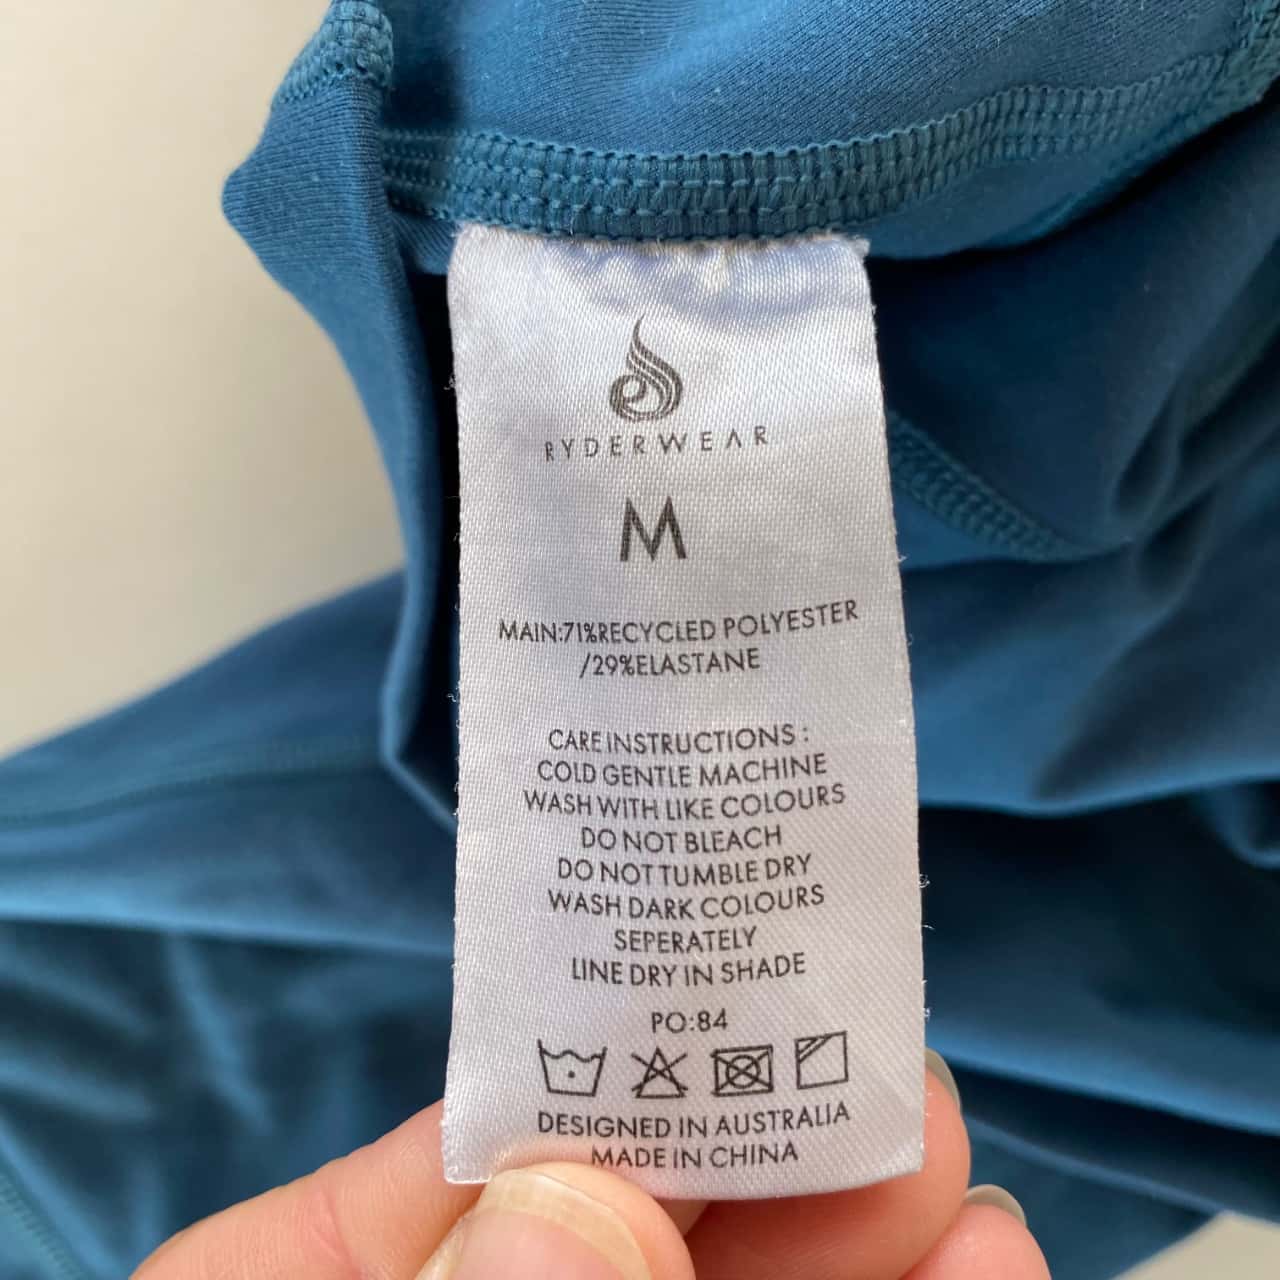 RYDERWEAR
M
MAIN:71%RECYCLED POLYESTER
/29%ELASTANE
CARE INSTRUCTIONS :
COLD GENTLE MACHINE
WASH WITH LIKE COLOURS
DO NOT BLEACH
DO NOT TUMBLE DRY
WASH DARK COLOURS
SEPERATELY
LINE DRY IN SHADE
PO:84
DESIGNED IN AUSTRALIA
MADE IN CHINA